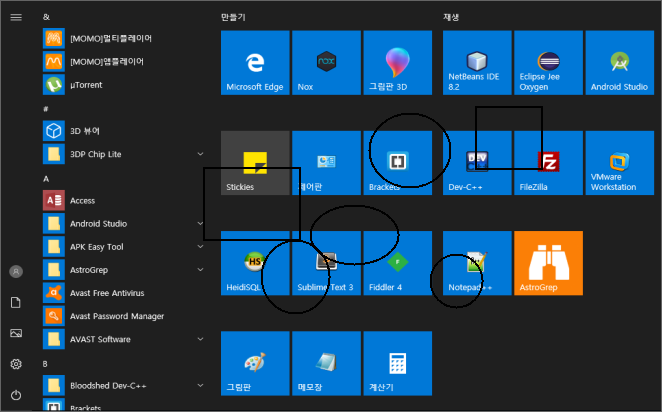 &
[MOMO]멀티플레이어
[MOMO]앱플레이어
µTorrent
#
3D 뷰어
3DP Chip Lite
A
Access
Android Studio
APK Easy Tool
AstroGrep
Avast Free Antivirus
Avast Password Manager
AVAST Software
B
Bloodshed Dev-C++
Brackets
만들기
Microsoft Edge
Nox
그림판 3D
Stickies
제어판
Brackets
HeidiSQL
Sublime Text 3
Fiddler 4
그림판
메모장
계산기
재생
NetBeans IDE
8.2
Eclipse Jee
Oxygen
Android Studio
Dev-C++
FileZilla
VMware
Workstation
Notepad++
AstroGrep